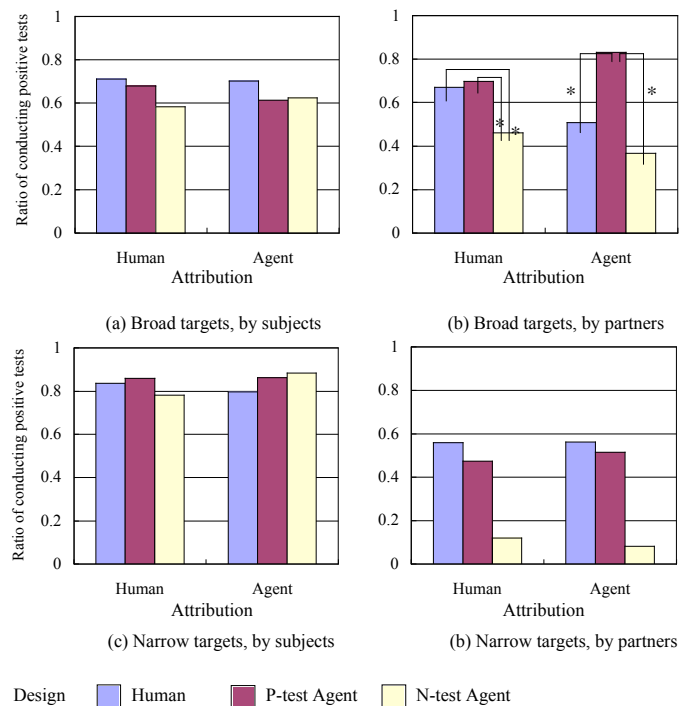 1
0.8
0.6
0.4
0.2
0
Ratio of conducting positive tests
Human Agent
Attribution
(a) Broad targets, by subjects
1
0.8
0.6
0.4
0.2
0
* * * *
Human Agent
Attribution
(b) Broad targets, by partners
1
0.8
0.6
0.4
0.2
0
Ratio of conducting positive tests
Human Agent
Attribution
(c) Narrow targets, by subjects
1
0.8
0.6
0.4
0.2
0
Human Agent
Attribution
(b) Narrow targets, by partners
Design Human P-test Agent N-test Agent